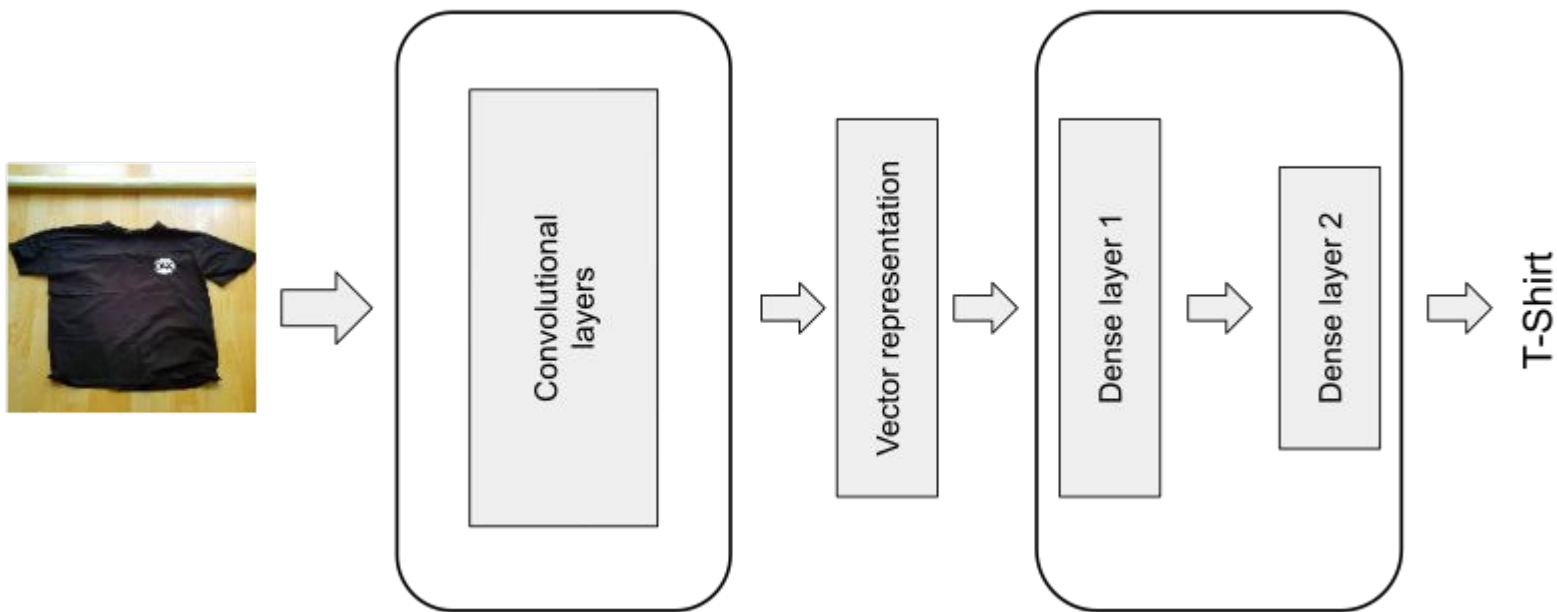 Convolutional
layers
Vector representation
Dense layer 1
Dense layer 2
T-Shirt